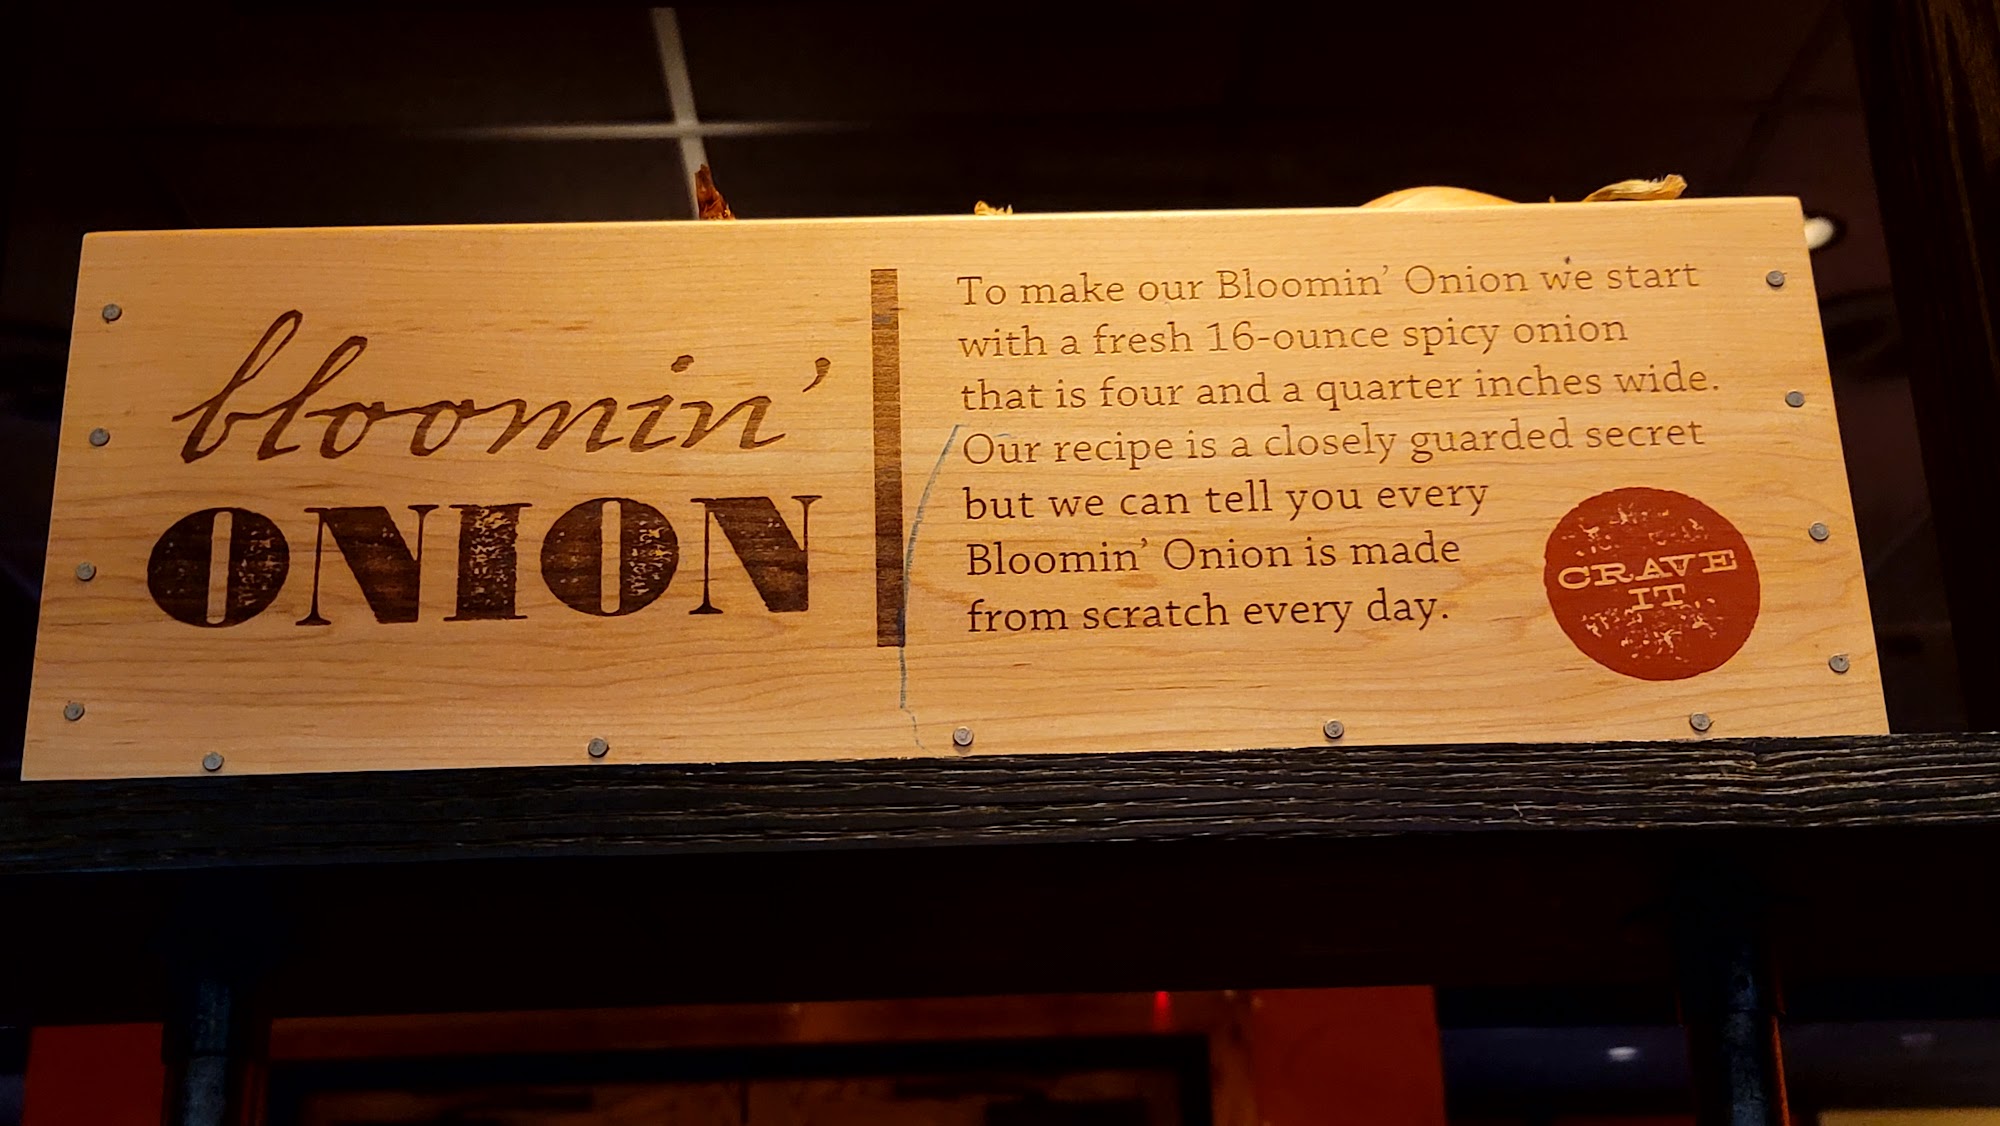 bloomin’
ONION
To make our Bloomin’ Onion we start
with a fresh 16-ounce spicy onion
that is four and a quarter inches wide.
Our recipe is a closely guarded secret
but we can tell you every
Bloomin’ Onion is made
from scratch every day.
CRAVE
IT